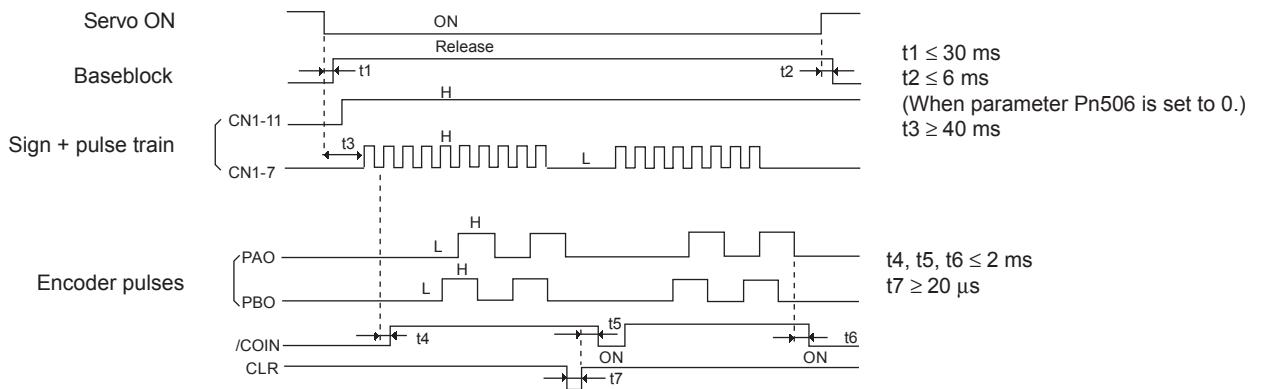 Servo ON
ON
Release
Baseblock
t1
t2
t1 ≤ 30 ms
t2 ≤ 6 ms
(When parameter Pn506 is set to 0.)
t3 ≥ 40 ms
Sign + pulse train
CN1-11
H
t3
H
L
CN1-7
Encoder pulses
PAO
L
H
PBO
L
H
t4, t5, t6 ≤ 2 ms
t7 ≥ 20 μs
/COIN
t4
t5
ON
t6
ON
CLR
t7